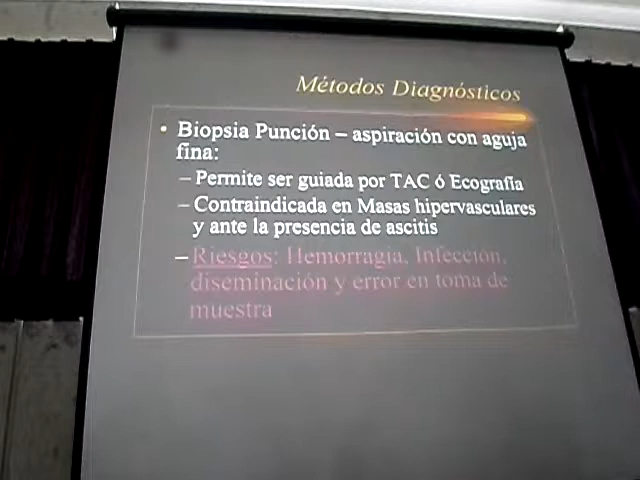 Métodos Diagnósticos
• Biopsia Punción – aspiración con aguja
fina:
– Permite ser guiada por TAC ó Ecografía
– Contraindicada en Masas hipervasculares
y ante la presencia de ascitis
– Riesgos: Hemorragia, Infección,
diseminación y error en toma de
muestra